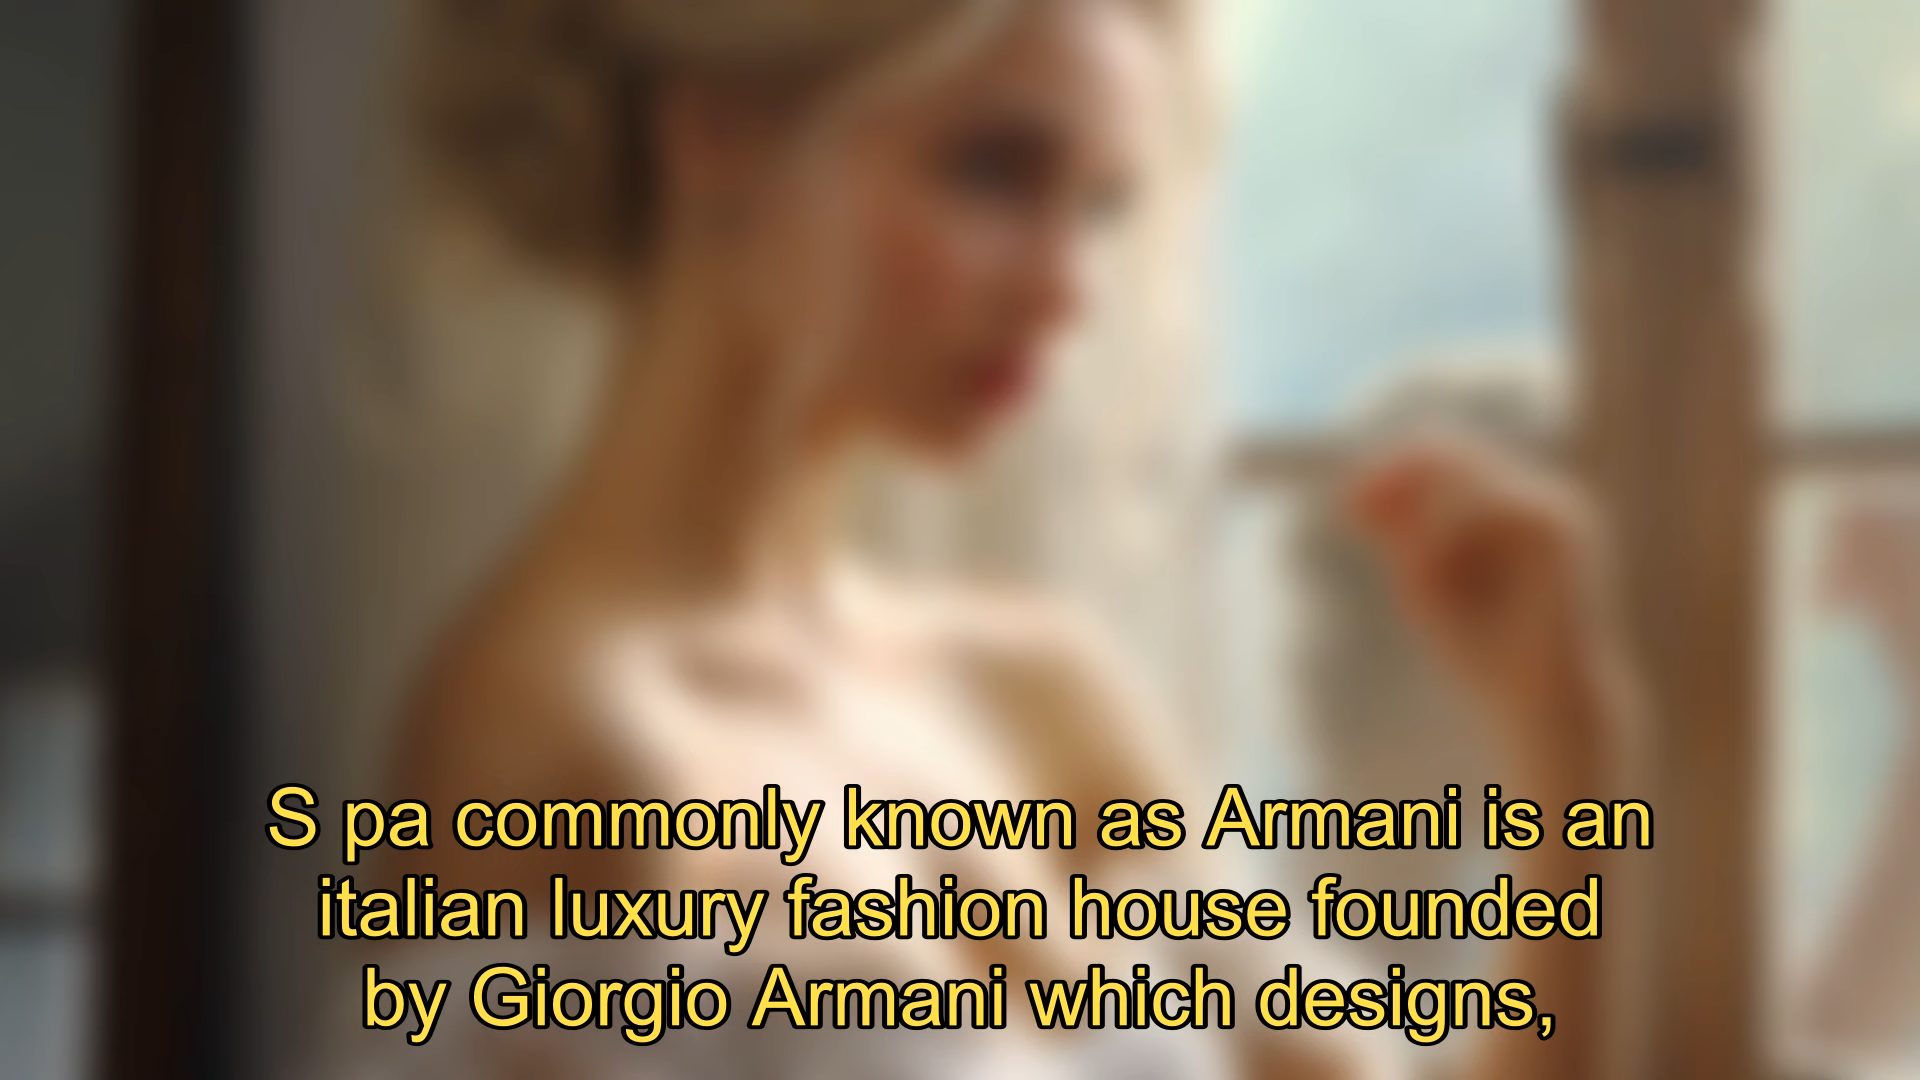 S pa commonly known as Armani is an
italian luxury fashion house founded
by Giorgio Armani which designs,